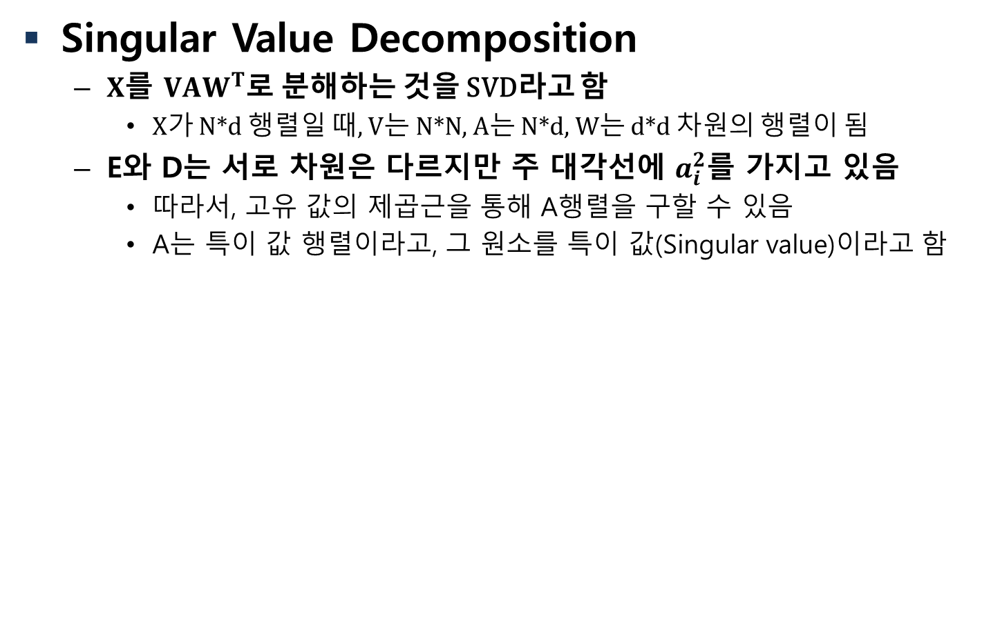 Singular Value Decomposition
– X를 VAWᵀ로 분해하는 것을 SVD라고 함
• X가 N*d 행렬일 때, V는 N*N, A는 N*d, W는 d*d 차원의 행렬이 됨
– E와 D는 서로 차원은 다르지만 주 대각선에 $a_i^2$를 가지고 있음
• 따라서, 고유 값의 제곱근을 통해 A행렬을 구할 수 있음
• A는 특이 값 행렬이라고, 그 원소를 특이 값(Singular value)이라고 함